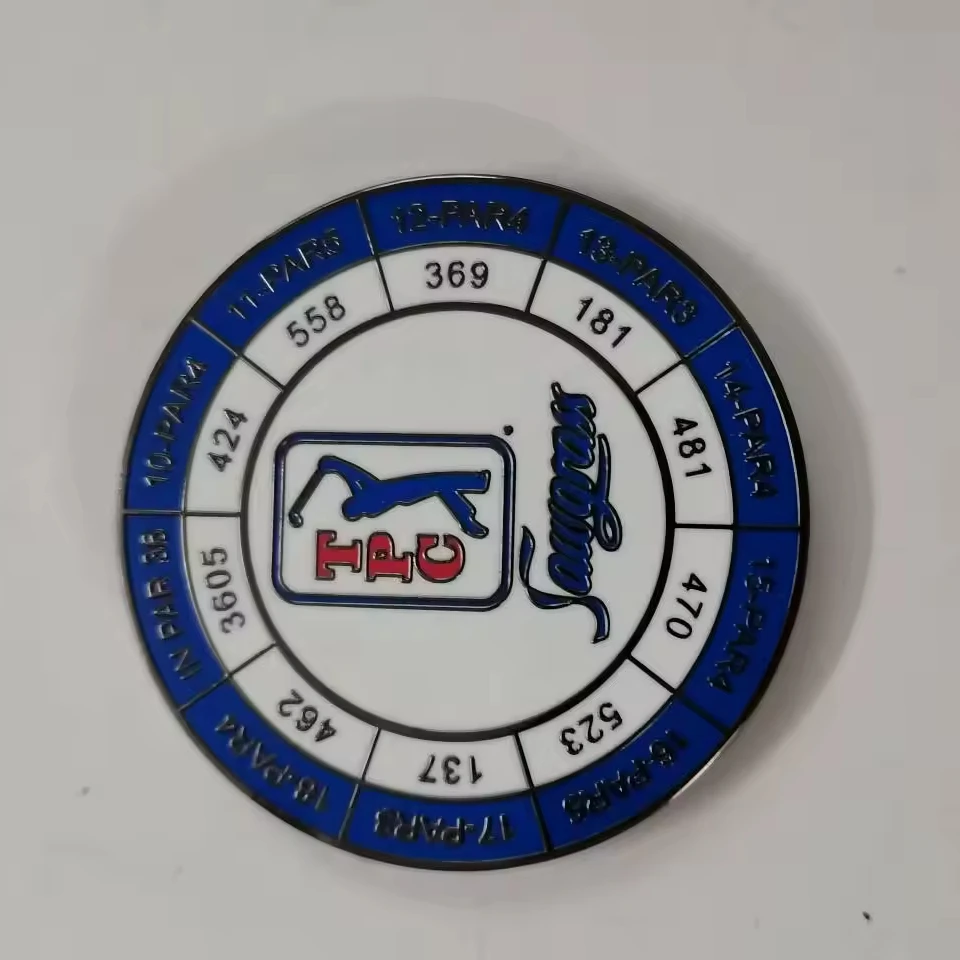 10-PAR4
424
11-PAR5
558
12-PAR4
369
13-PAR3
181
14-PAR4
481
15-PAR4
470
16-PAR5
523
17-PAR3
137
18-PAR4
462
IN PAR 36
3605
TPC
Sawgrass